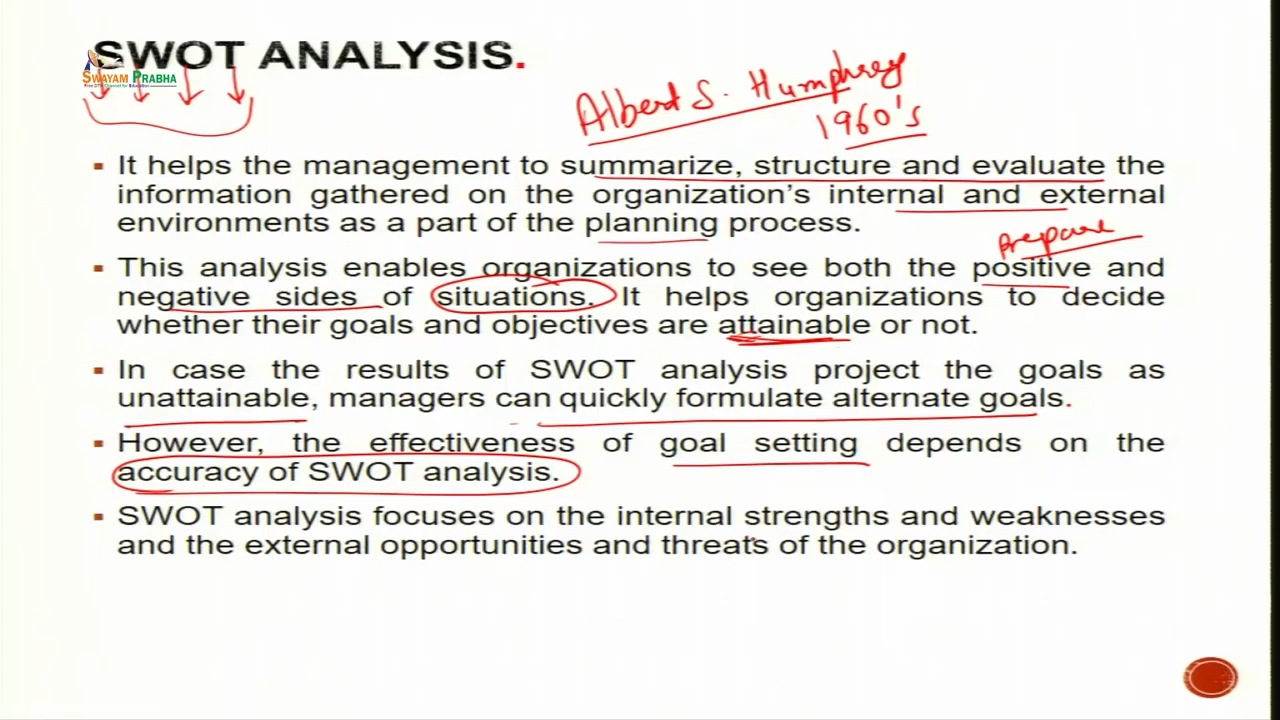 SWOT ANALYSIS.
SWAYAM PRABHA
Free DTH Channel for Education
Albert S. Humphrey
1960's
▪ It helps the management to summarize, structure and evaluate the
information gathered on the organization's internal and external
environments as a part of the planning process.
Prepare
▪ This analysis enables organizations to see both the positive and
negative sides of situations. It helps organizations to decide
whether their goals and objectives are attainable or not.
▪ In case the results of SWOT analysis project the goals as
unattainable, managers can quickly formulate alternate goals.
▪ However, the effectiveness of goal setting depends on the
accuracy of SWOT analysis.
▪ SWOT analysis focuses on the internal strengths and weaknesses
and the external opportunities and threats of the organization.